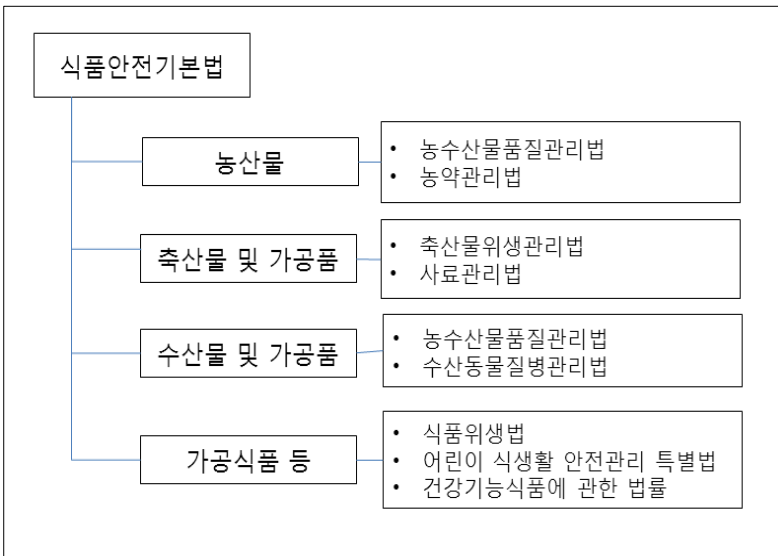 식품안전기본법
농산물
• 농수산물품질관리법
• 농약관리법
축산물 및 가공품
• 축산물위생관리법
• 사료관리법
수산물 및 가공품
• 농수산물품질관리법
• 수산동물질병관리법
가공식품 등
• 식품위생법
• 어린이 식생활 안전관리 특별법
• 건강기능식품에 관한 법률